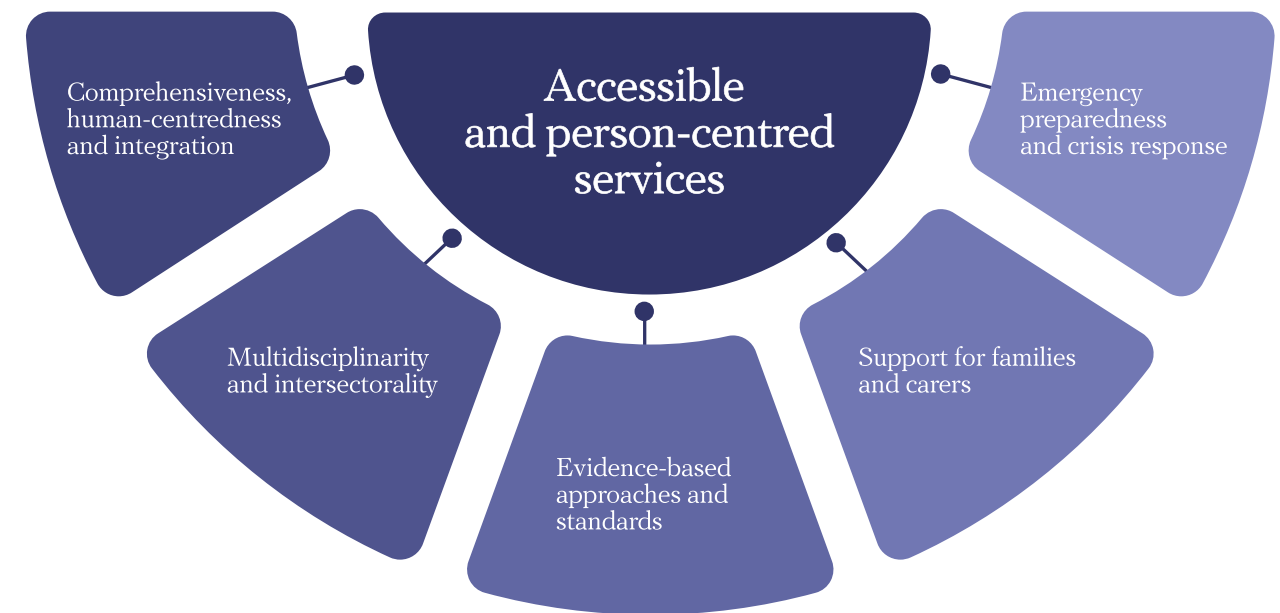 Accessible
and person-centred
services
Comprehensiveness,
human-centredness
and integration
Multidisciplinarity
and intersectorality
Evidence-based
approaches and
standards
Support for families
and carers
Emergency
preparedness
and crisis response